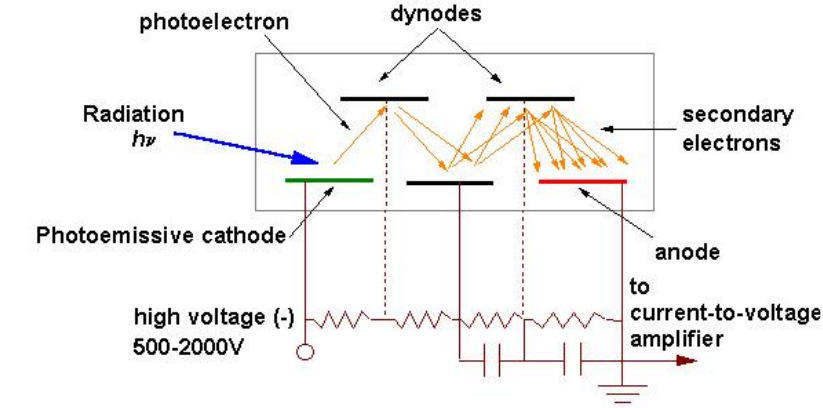 dynodes
photoelectron
Radiation
hν
secondary
electrons
Photoemissive cathode
anode
to
current-to-voltage
amplifier
high voltage (-)
500-2000V